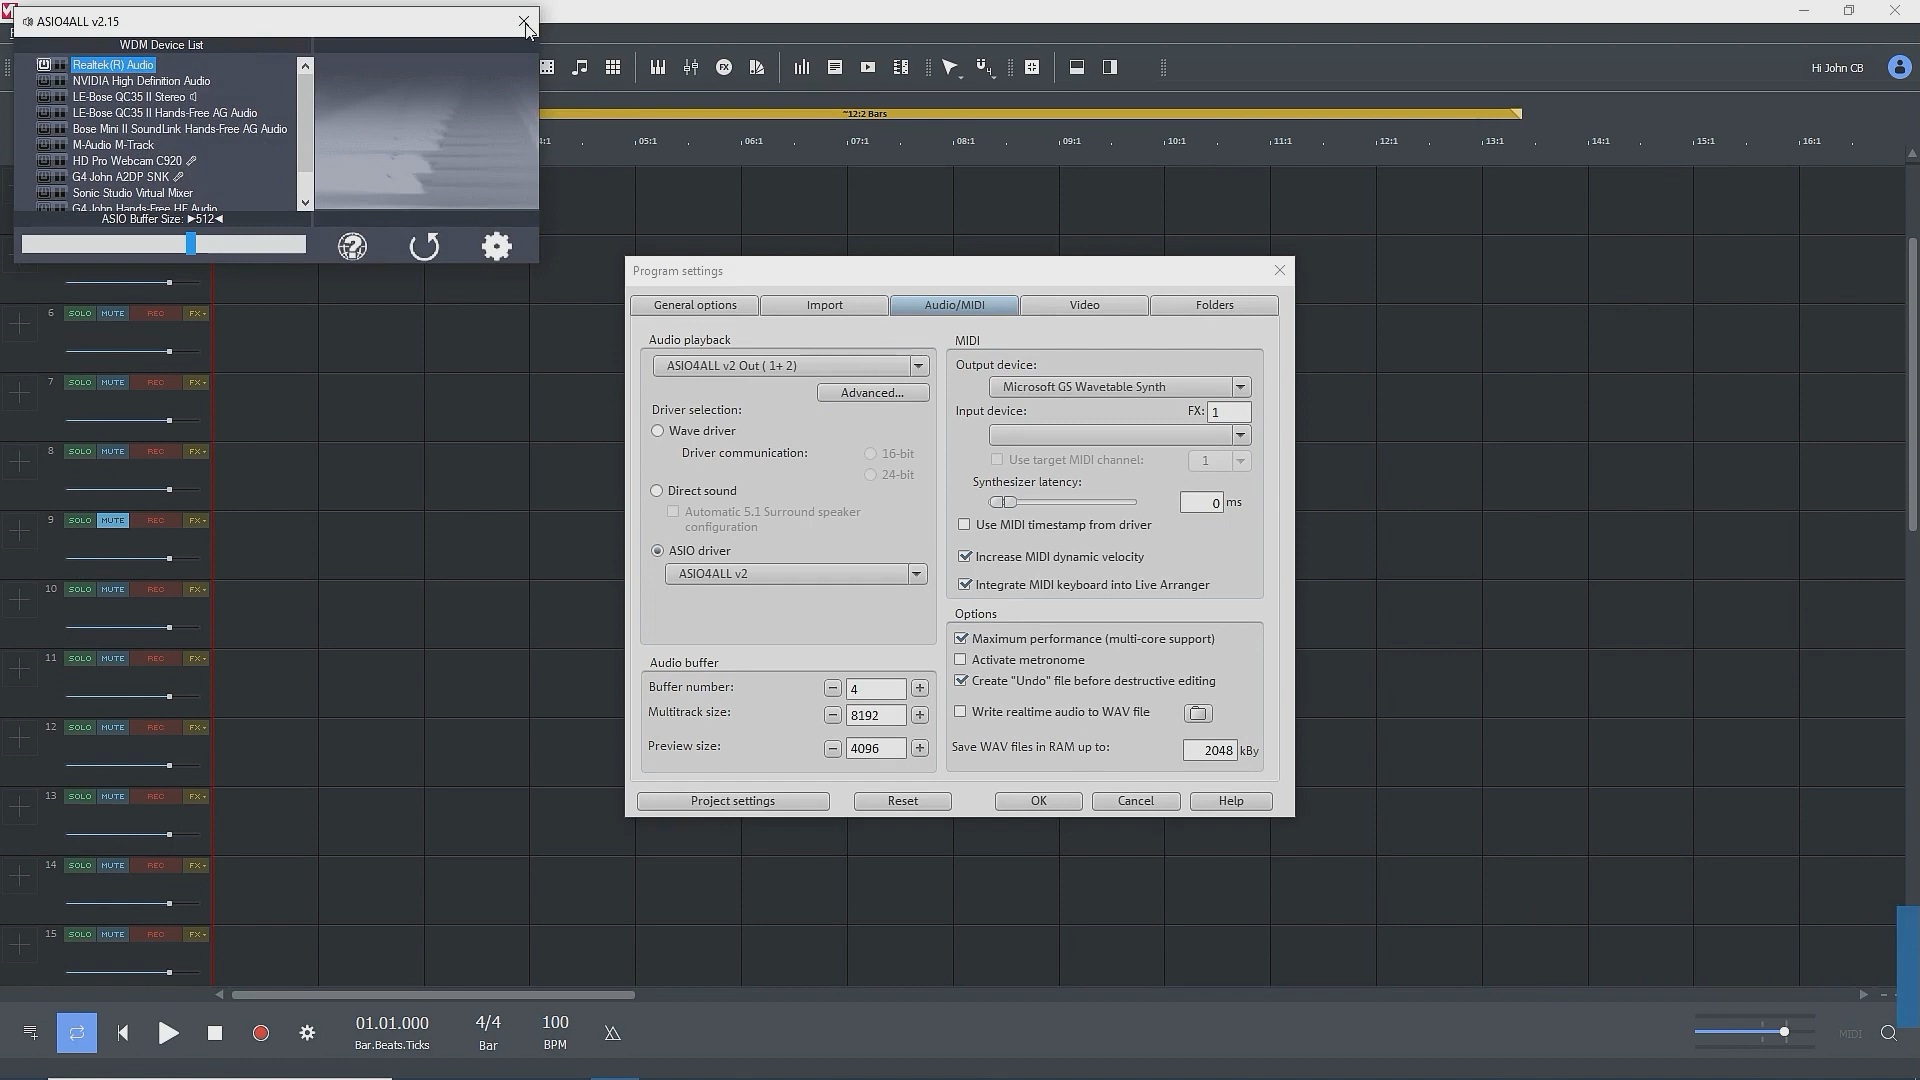 ASIO4ALL v2.15
WDM Device List
Realtek(R) Audio
NVIDIA High Definition Audio
LE-Bose QC35 II Stereo
LE-Bose QC35 II Hands-Free AG Audio
Bose Mini II SoundLink Hands-Free AG Audio
M-Audio M-Track
HD Pro Webcam C920
G4 John A2DP SNK
Sonic Studio Virtual Mixer
G4 John Hands-Free HF Audio
ASIO Buffer Size: ►512◄
FX
Hi John CB
~12:2 Bars
4:1 05:1 06:1 07:1 08:1 09:1 10:1 11:1 12:1 13:1 14:1 15:1 16:1
Program settings
General options Import Audio/MIDI Video Folders
Audio playback
ASIO4ALL v2 Out ( 1+ 2)
Advanced...
Driver selection:
Wave driver
Driver communication: 16-bit
24-bit
Direct sound
Automatic 5.1 Surround speaker
configuration
ASIO driver
ASIO4ALL v2
Audio buffer
Buffer number: 4
Multitrack size: 8192
Preview size: 4096
MIDI
Output device:
Microsoft GS Wavetable Synth
Input device: FX: 1
Use target MIDI channel: 1
Synthesizer latency:
0 ms
Use MIDI timestamp from driver
Increase MIDI dynamic velocity
Integrate MIDI keyboard into Live Arranger
Options
Maximum performance (multi-core support)
Activate metronome
Create "Undo" file before destructive editing
Write realtime audio to WAV file
Save WAV files in RAM up to: 2048 kBy
Project settings Reset OK Cancel Help
6 SOLO MUTE REC FX
7 SOLO MUTE REC FX
8 SOLO MUTE REC FX
9 SOLO MUTE REC FX
10 SOLO MUTE REC FX
11 SOLO MUTE REC FX
12 SOLO MUTE REC FX
13 SOLO MUTE REC FX
14 SOLO MUTE REC FX
15 SOLO MUTE REC FX
01.01.000 4/4 100
Bar.Beats.Ticks Bar BPM
MIDI